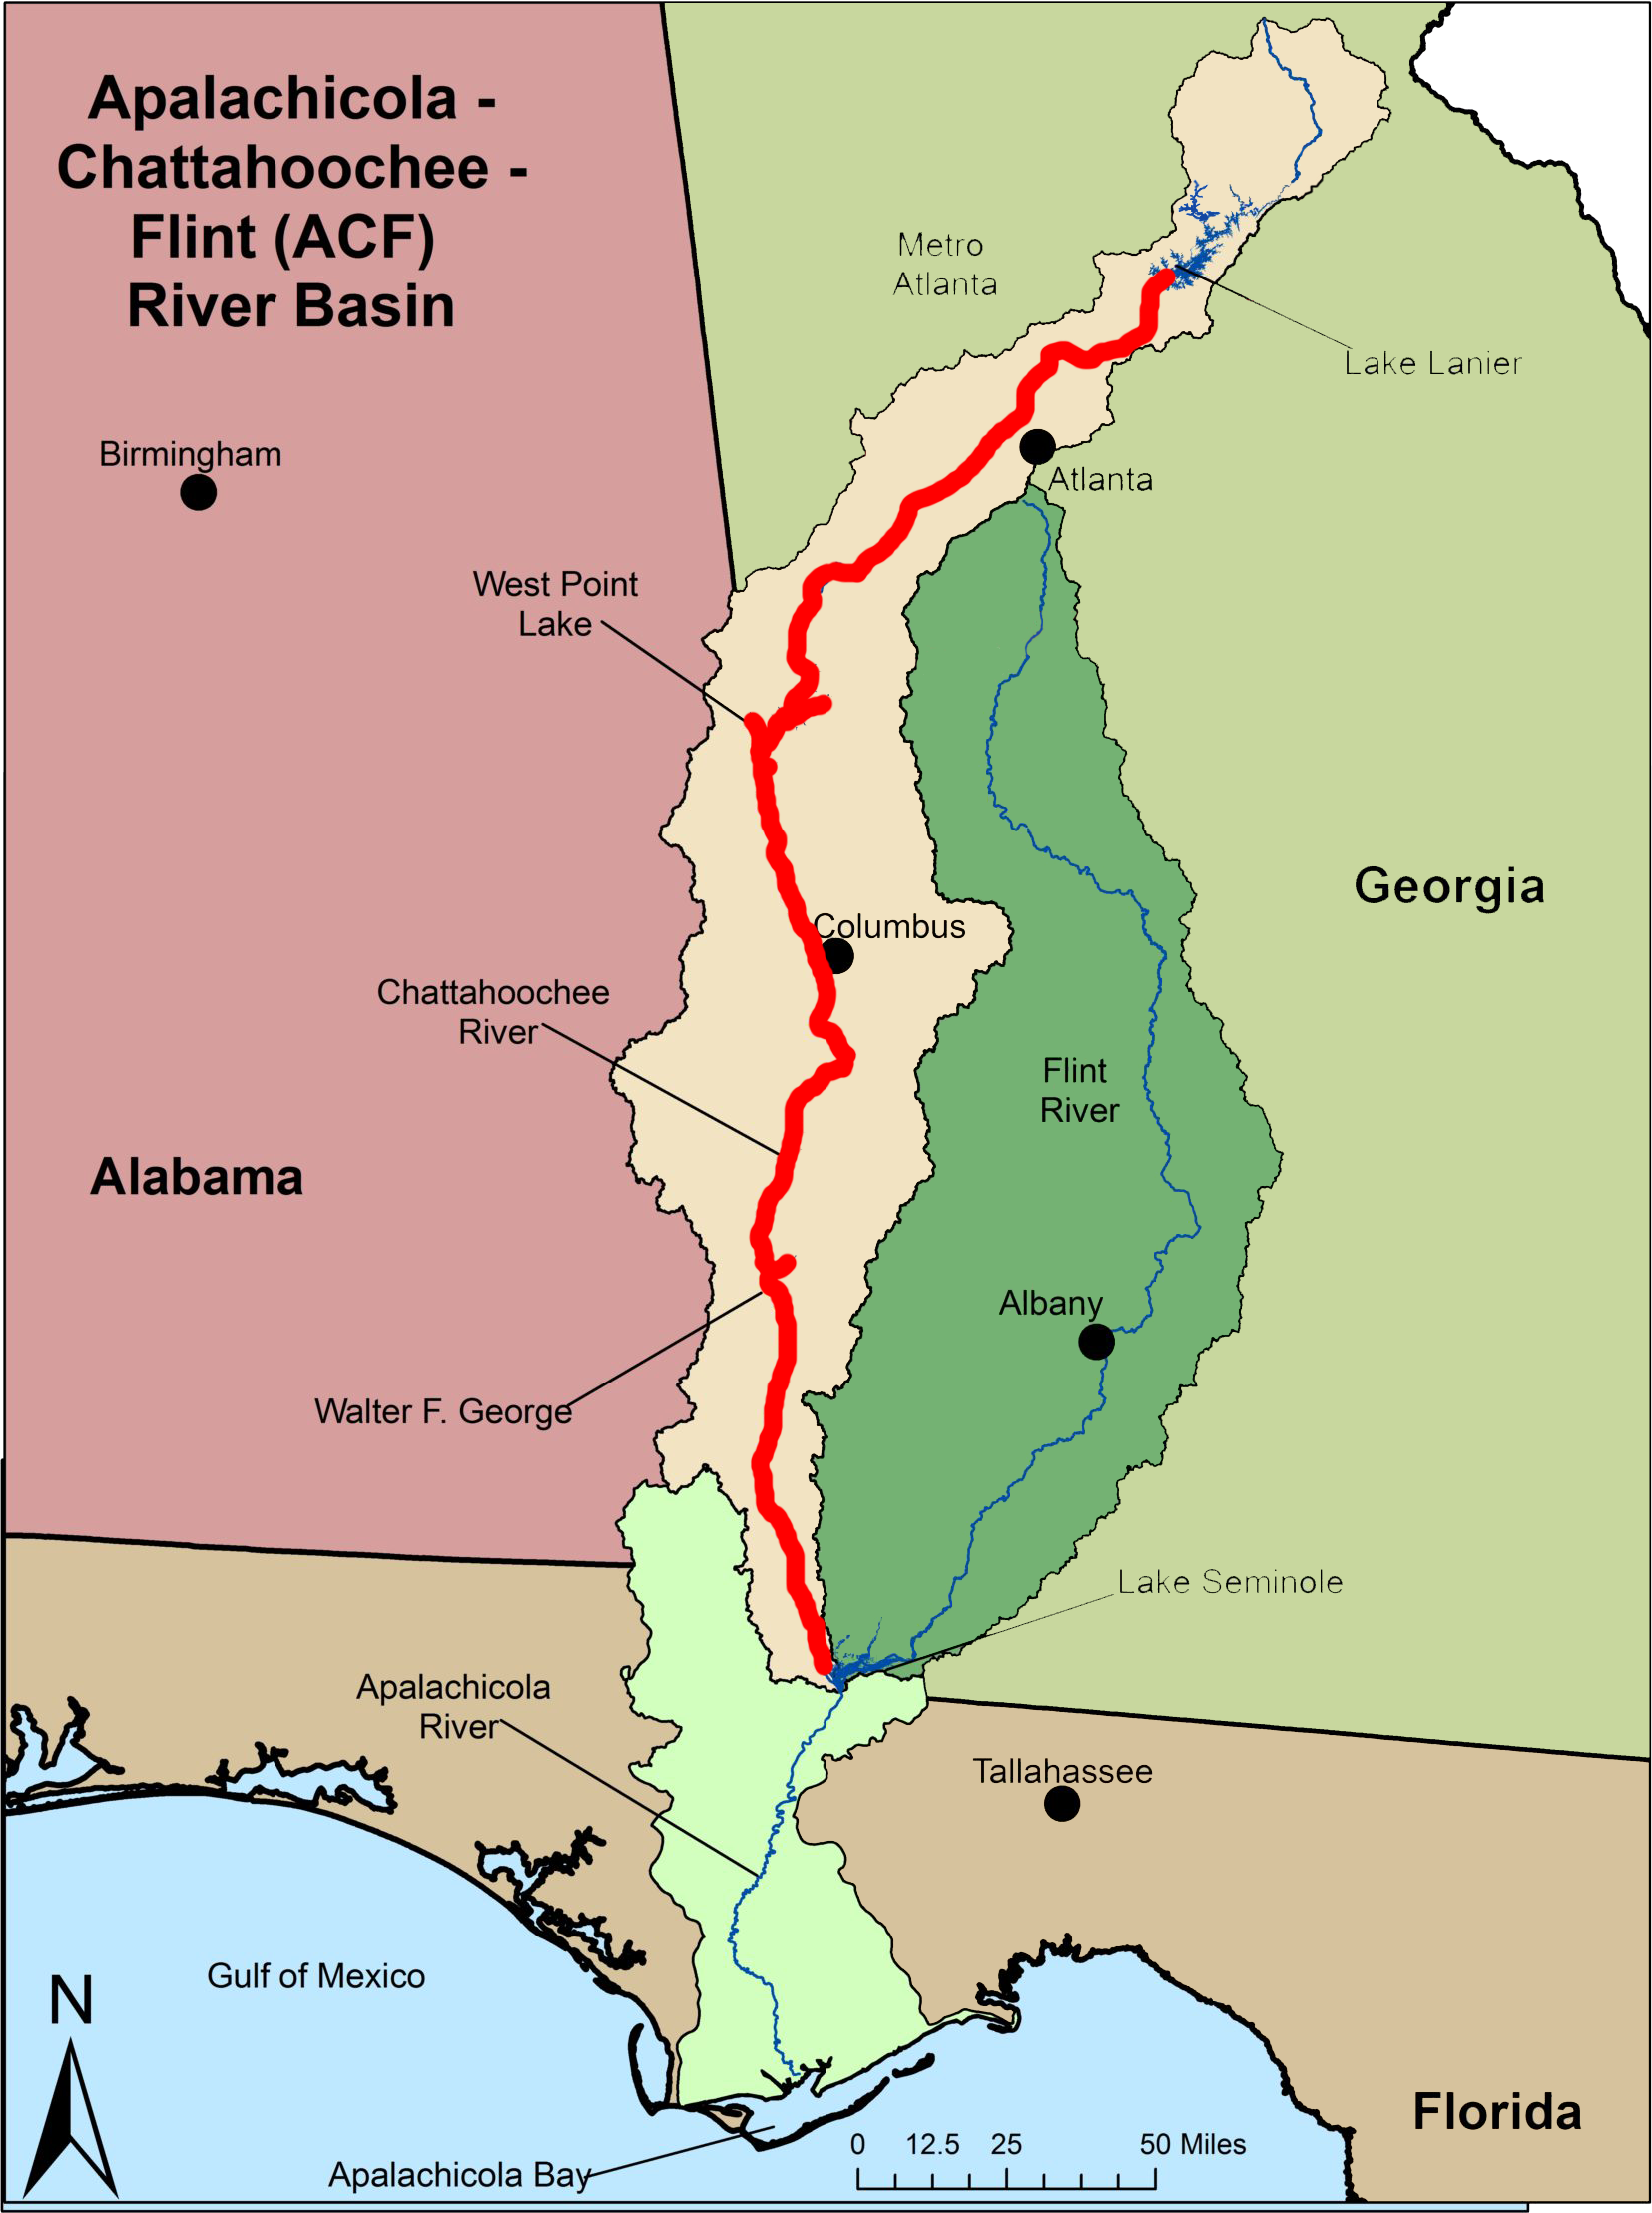 Apalachicola -
Chattahoochee -
Flint (ACF)
River Basin
Metro
Atlanta
Lake Lanier
Birmingham
Atlanta
West Point
Lake
Georgia
Columbus
Chattahoochee
River
Flint
River
Alabama
Albany
Walter F. George
Lake Seminole
Apalachicola
River
Tallahassee
Gulf of Mexico
N
Florida
0 12.5 25 50 Miles
Apalachicola Bay